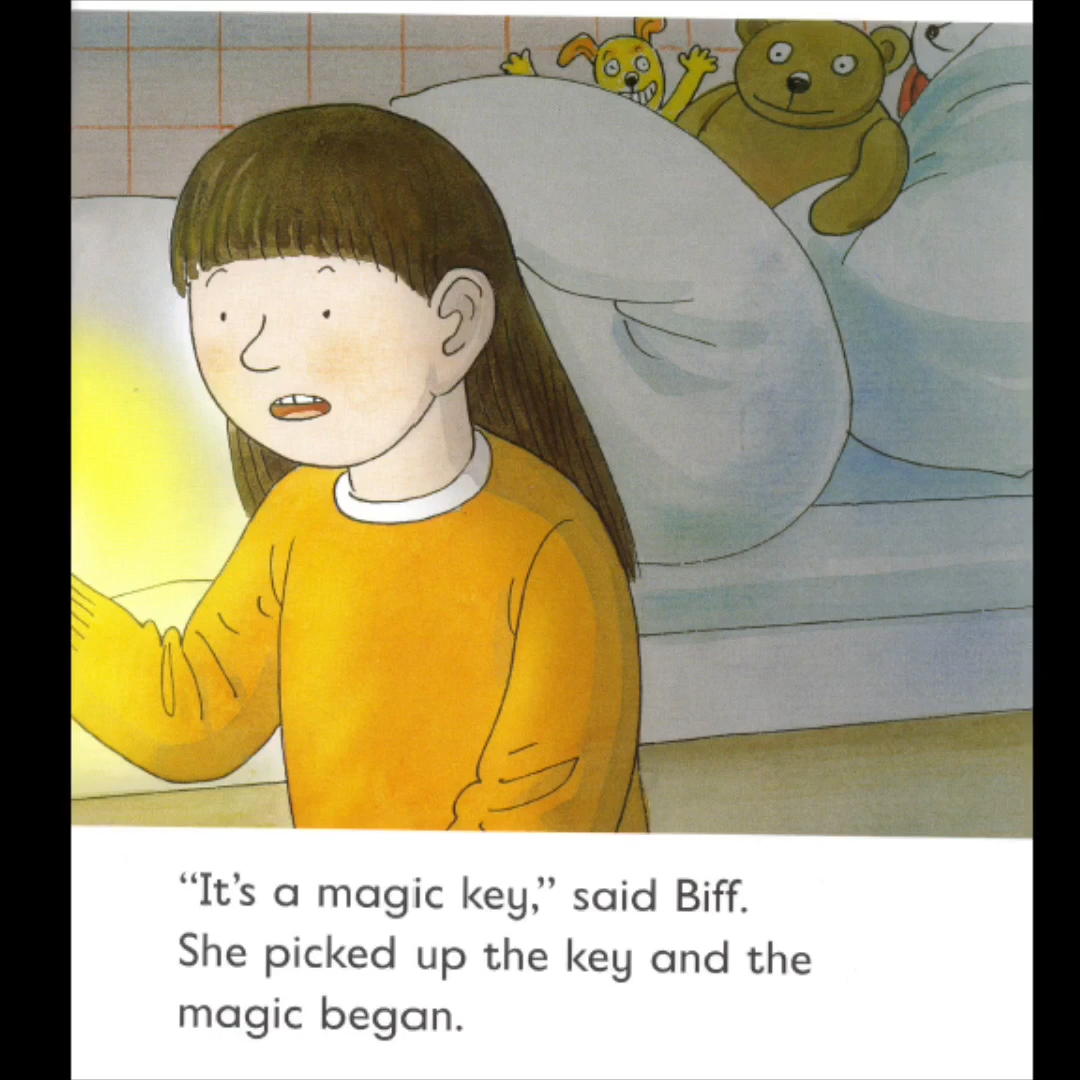 “It’s a magic key,” said Biff.
She picked up the key and the
magic began.